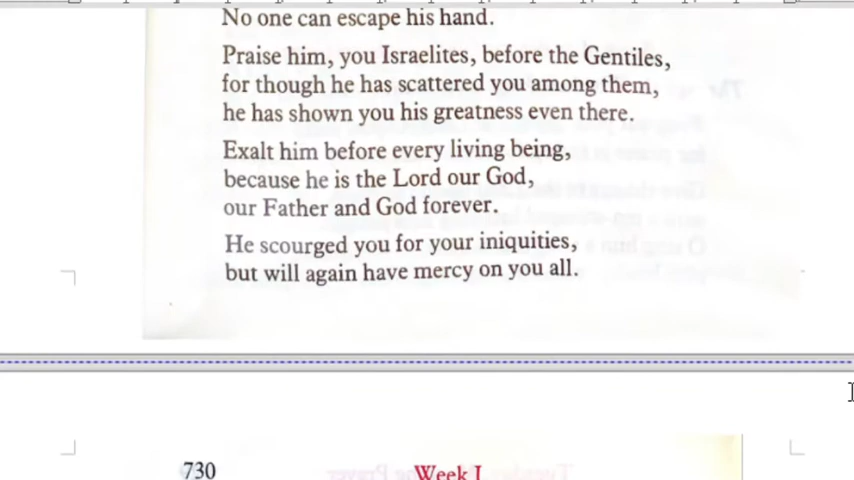 No one can escape his hand.
Praise him, you Israelites, before the Gentiles,
for though he has scattered you among them,
he has shown you his greatness even there.
Exalt him before every living being,
because he is the Lord our God,
our Father and God forever.
He scourged you for your iniquities,
but will again have mercy on you all.
730 Week I